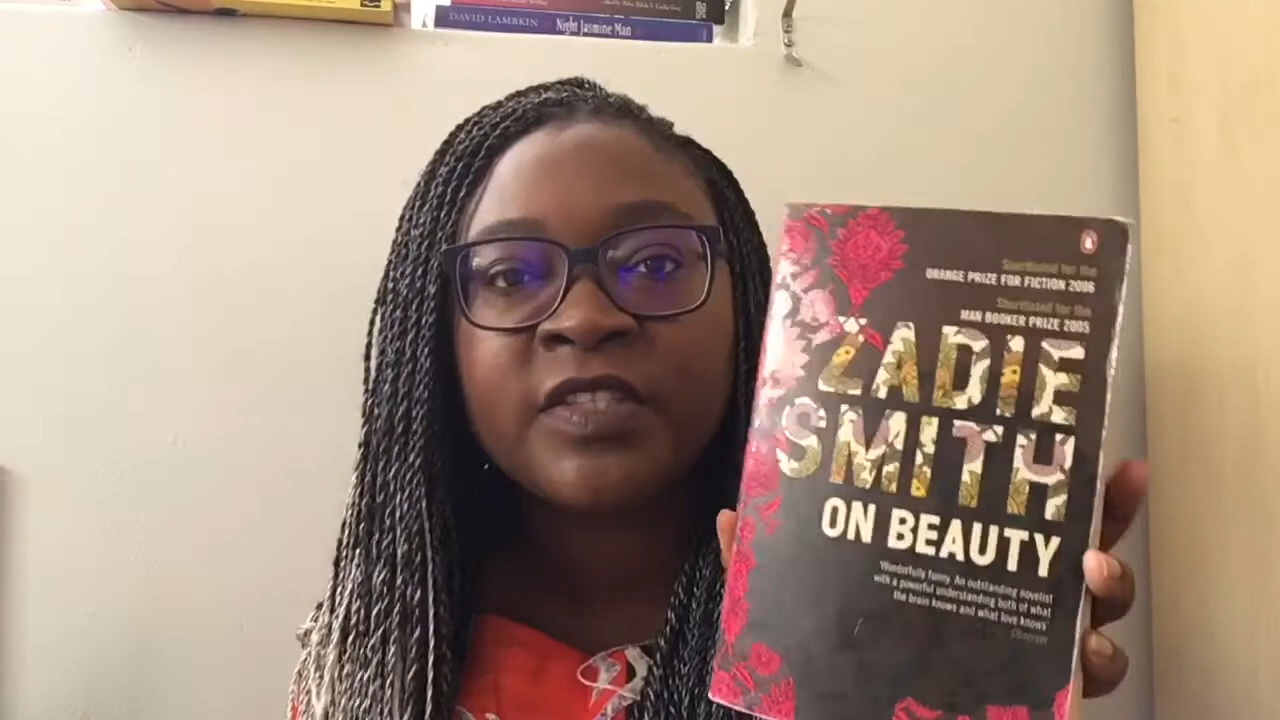 DAVID LAMBKIN Night Jasmine Man
Shortlisted for the
ORANGE PRIZE FOR FICTION 2006
Shortlisted for the
MAN BOOKER PRIZE 2005
ZADIE
SMITH
ON BEAUTY
'Wonderfully funny. An outstanding novelist
with a powerful understanding both of what
the brain knows and what love knows'
Observer